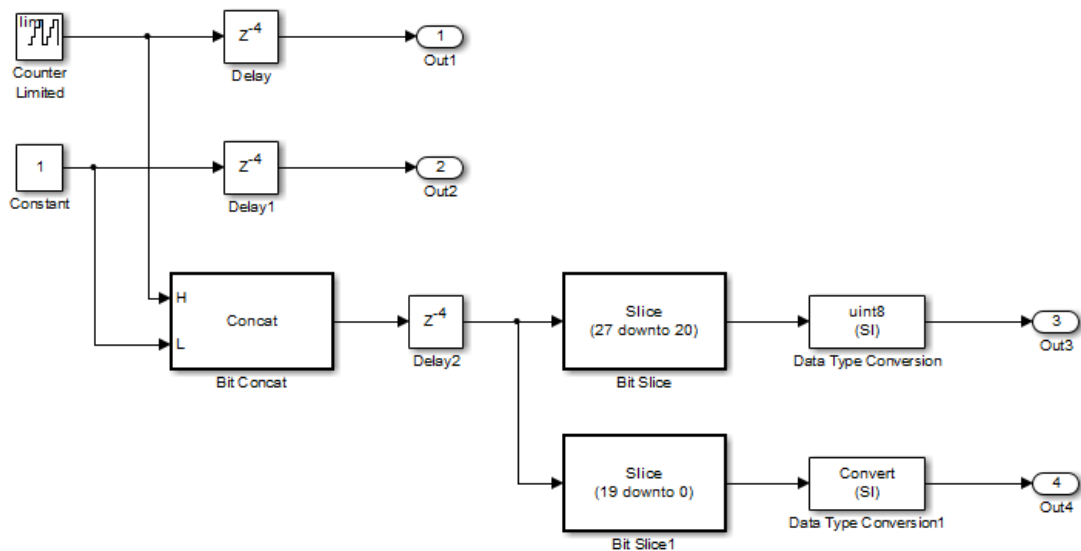 lim
Counter
Limited
Z-4
Delay
1
Out1
1
Constant
Z-4
Delay1
2
Out2
H
L
Concat
Bit Concat
Z-4
Delay2
Slice
(27 downto 20)
Bit Slice
uint8
(SI)
Data Type Conversion
3
Out3
Slice
(19 downto 0)
Bit Slice1
Convert
(SI)
Data Type Conversion1
4
Out4